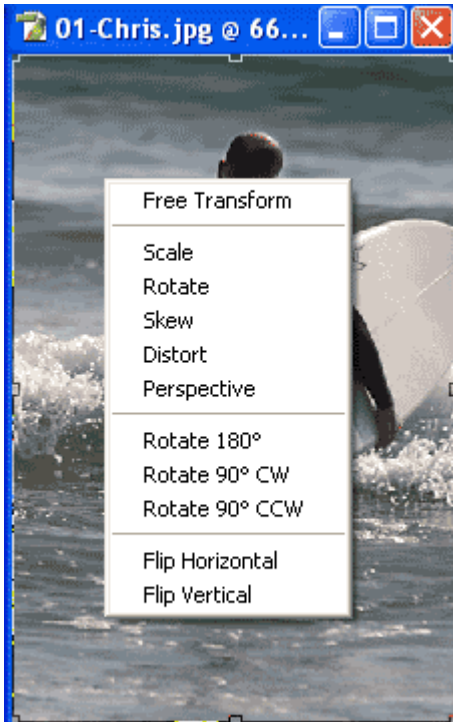 01-Chris.jpg @ 66...
Free Transform
Scale
Rotate
Skew
Distort
Perspective
Rotate 180°
Rotate 90° CW
Rotate 90° CCW
Flip Horizontal
Flip Vertical